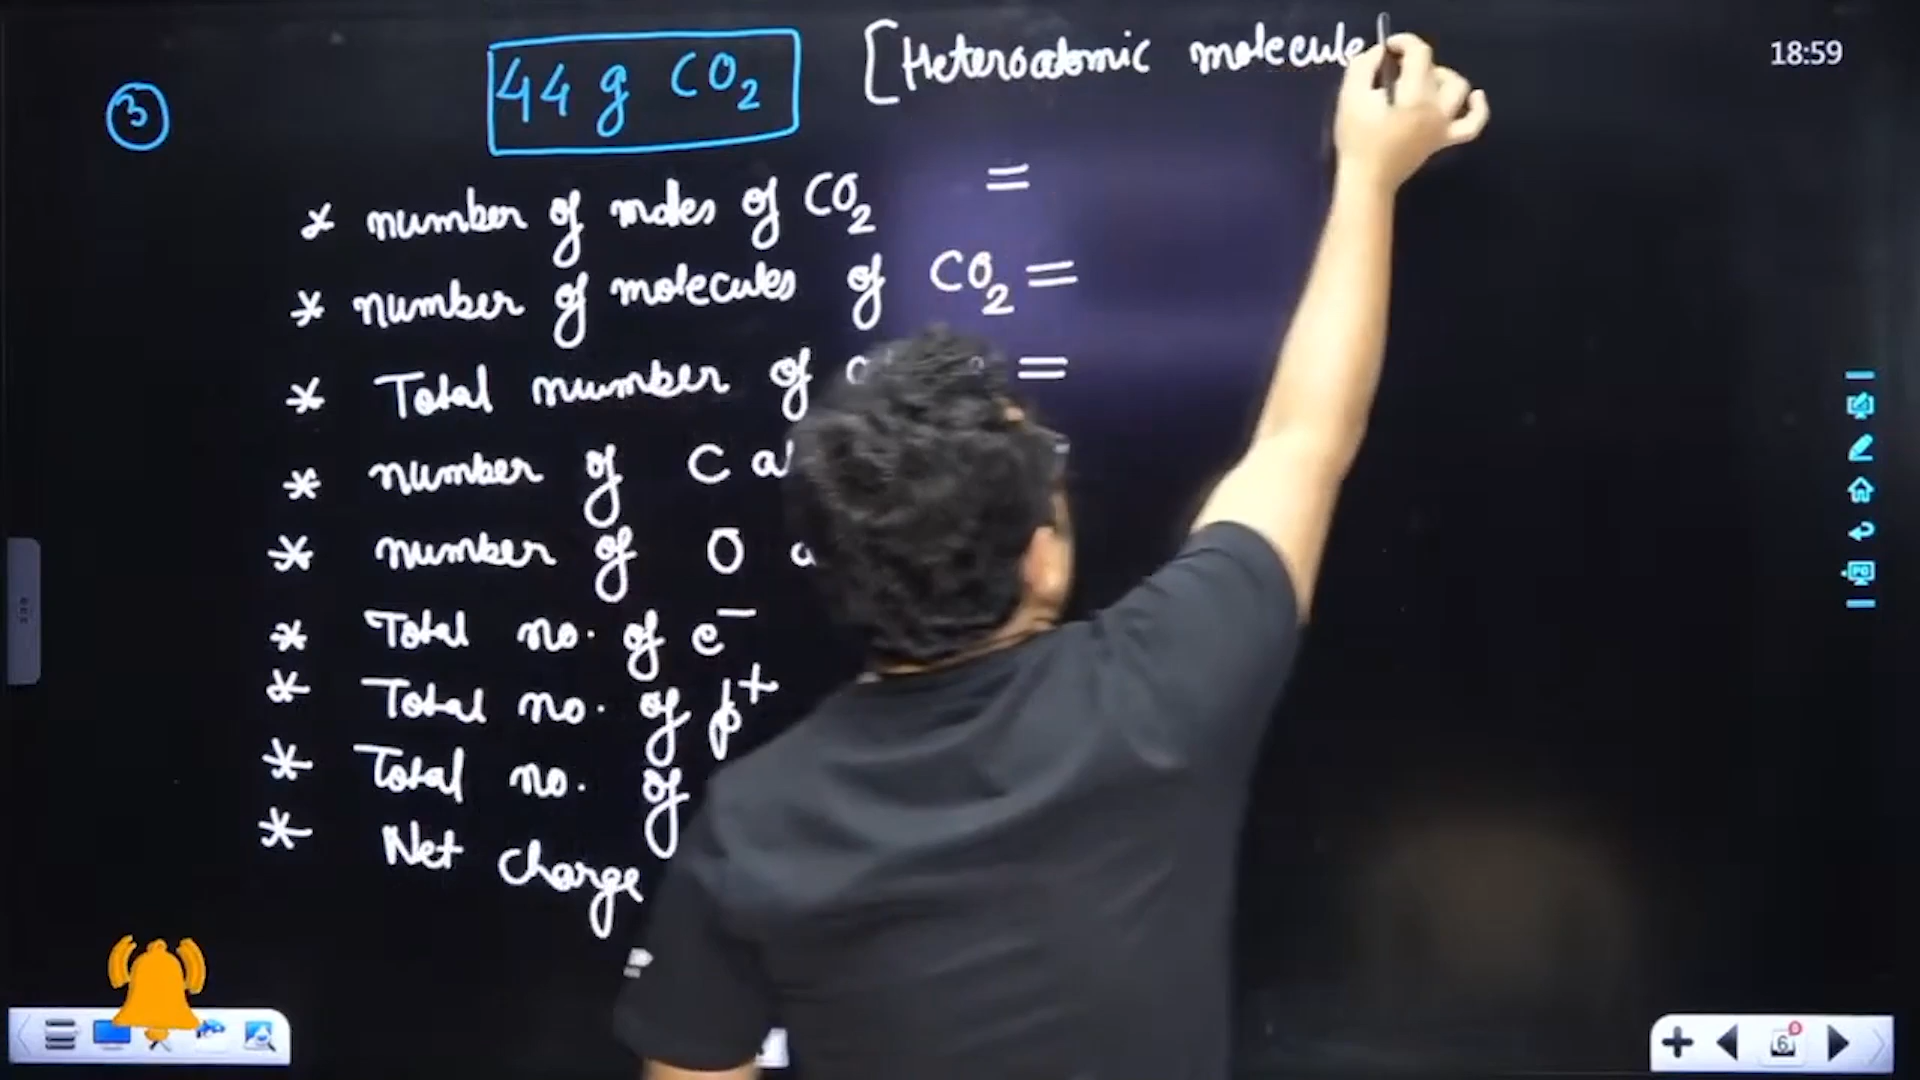 18:59
3
44 g CO2
[Heteroatomic molecule
* number of moles of CO2 =
* number of molecules of CO2 =
* Total number of =
* number of C
* number of O
* Total no. of e⁻
* Total no. of p⁺
* Total no. of
* Net charge
6